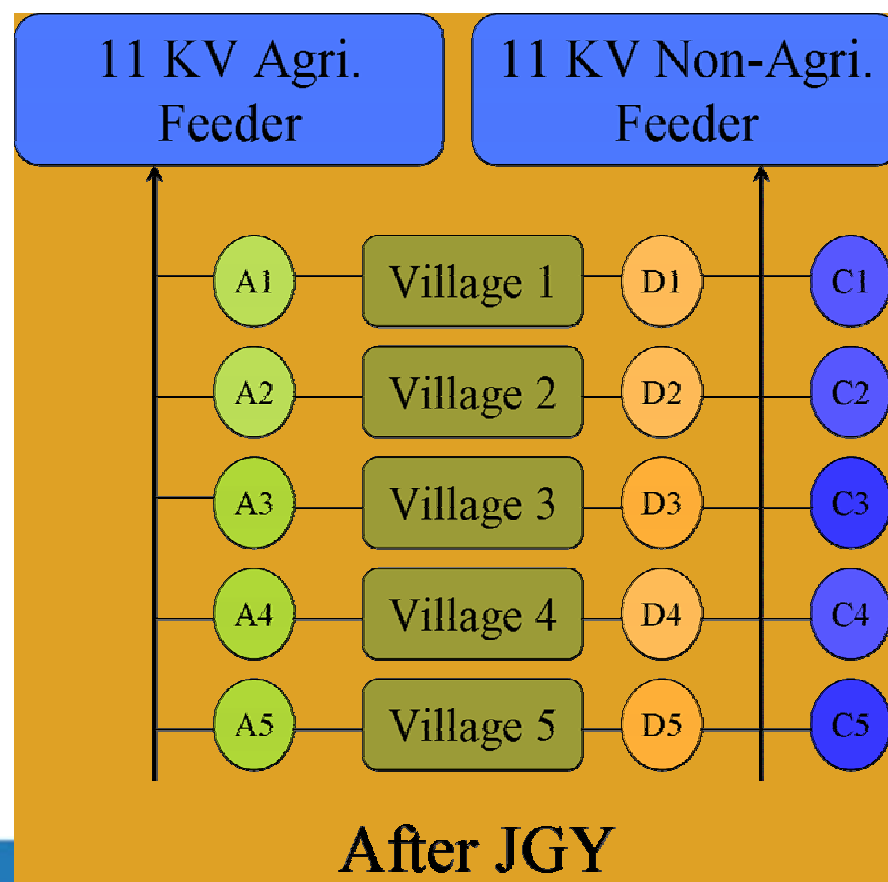 11 KV Agri.
Feeder
11 KV Non-Agri.
Feeder
A1 Village 1 D1 C1
A2 Village 2 D2 C2
A3 Village 3 D3 C3
A4 Village 4 D4 C4
A5 Village 5 D5 C5
After JGY